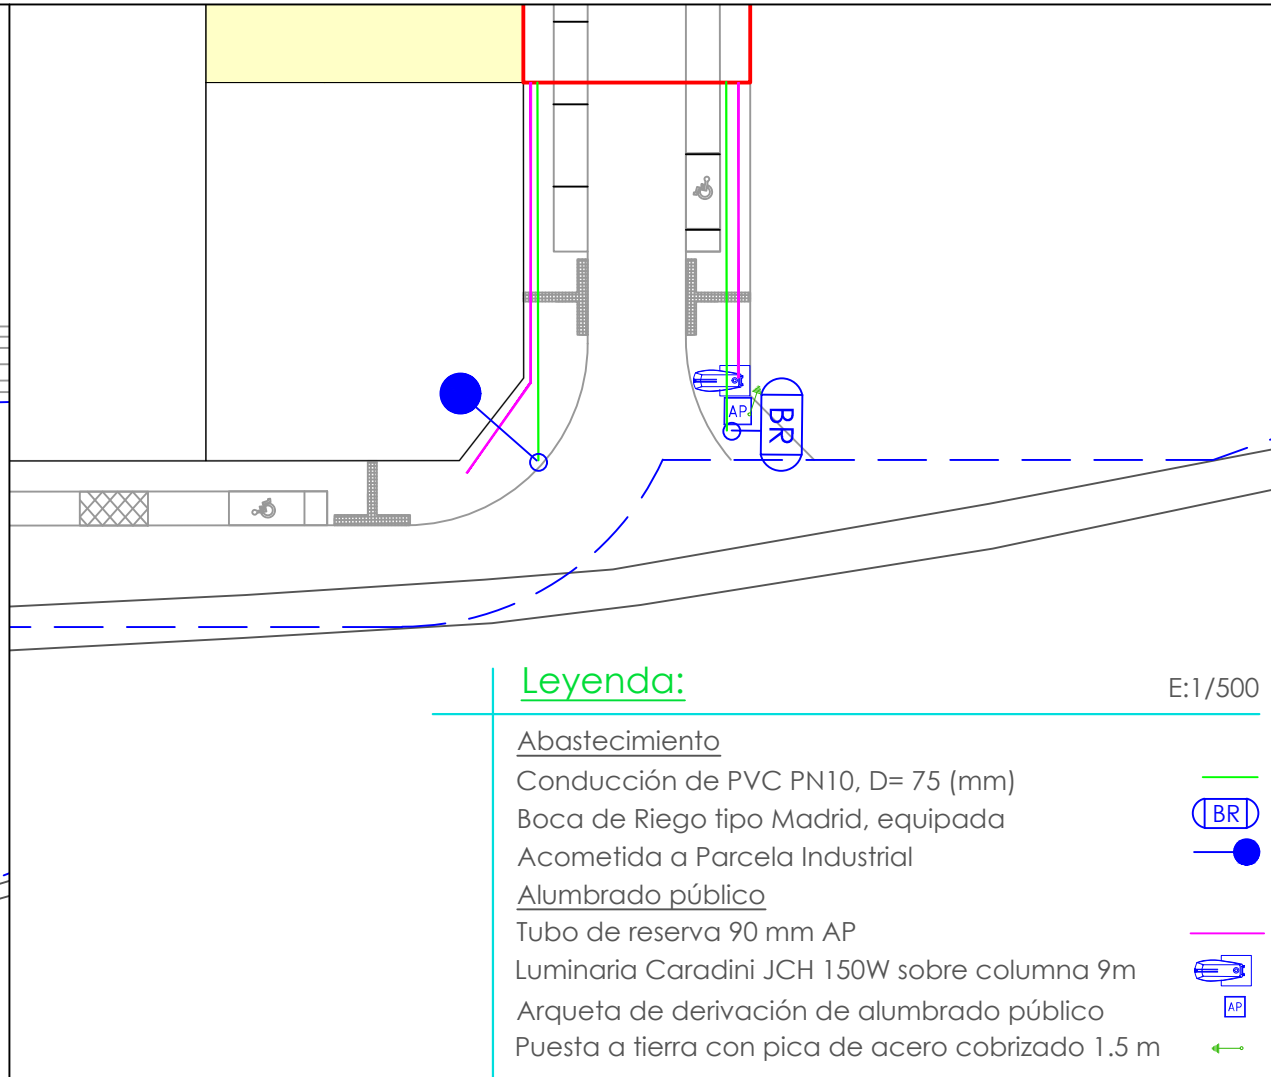 AP
BR
Leyenda:
E:1/500
Abastecimiento
Conducción de PVC PN10, D= 75 (mm)
Boca de Riego tipo Madrid, equipada
BR
Acometida a Parcela Industrial
Alumbrado público
Tubo de reserva 90 mm AP
Luminaria Caradini JCH 150W sobre columna 9m
Arqueta de derivación de alumbrado público
AP
Puesta a tierra con pica de acero cobrizado 1.5 m